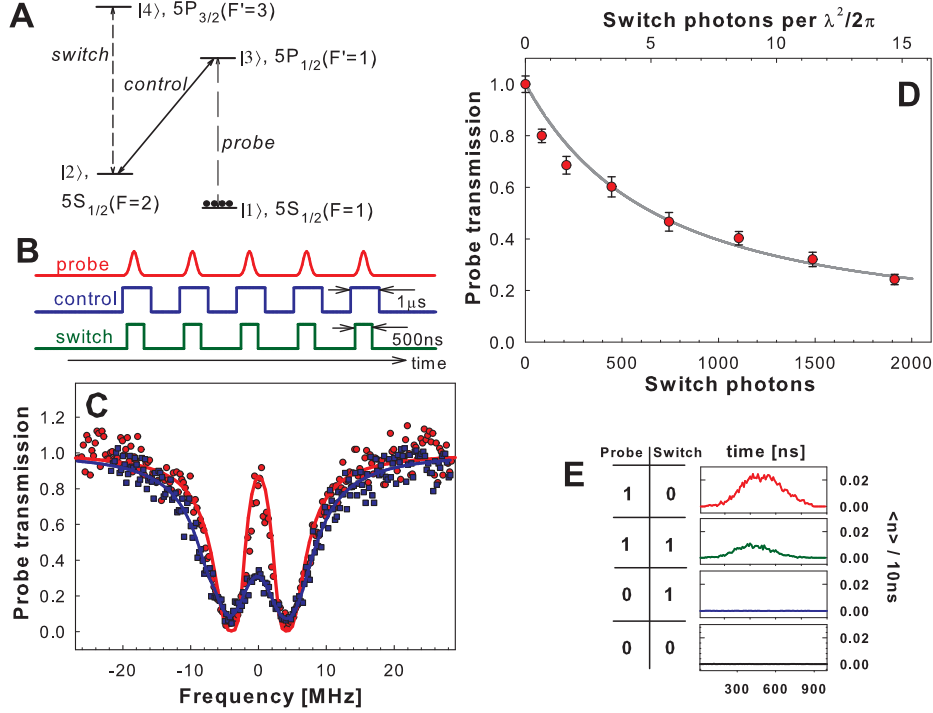 A
|4⟩, 5P3/2(F'=3)
switch
|3⟩, 5P1/2(F'=1)
control
probe
|2⟩,
5S1/2(F=2)
|1⟩, 5S1/2(F=1)
B
probe
control
1μs
switch
500ns
time
C
Probe transmission
1.2
1.0
0.8
0.6
0.4
0.2
0.0
-20 -10 0 10 20
Frequency [MHz]
Switch photons per λ²/2π
0 5 10 15
D
Probe transmission
1.0
0.8
0.6
0.4
0.2
0.0
0 500 1000 1500 2000
Switch photons
E
Probe Switch time [ns]
1 0
0.02
0.00
1 1
0.02
0.00
0 1
0.02
0.00
0 0
0.02
0.00
300 600 900
<n> / 10ns